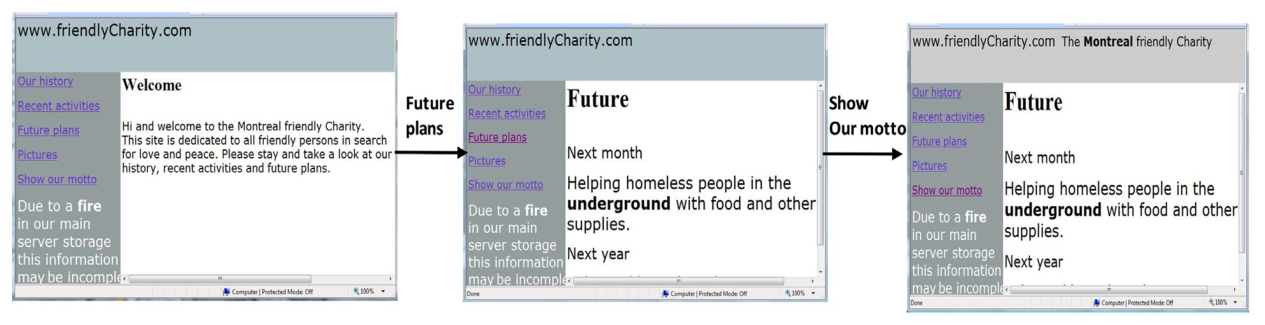 www.friendlyCharity.com
Our history
Recent activities
Future plans
Pictures
Show our motto
Due to a fire
in our main
server storage
this information
may be incomple
Welcome
Hi and welcome to the Montreal friendly Charity.
This site is dedicated to all friendly persons in search
for love and peace. Please stay and take a look at our
history, recent activities and future plans.
Computer | Protected Mode: Off
100%
Future
plans
www.friendlyCharity.com
Our history
Recent activities
Future plans
Pictures
Show our motto
Due to a fire
in our main
server storage
this information
may be incomple
Future
Next month
Helping homeless people in the
underground with food and other
supplies.
Next year
Done
Computer | Protected Mode: Off
100%
Show
Our motto
www.friendlyCharity.com The Montreal friendly Charity
Our history
Recent activities
Future plans
Pictures
Show our motto
Due to a fire
in our main
server storage
this information
may be incomple
Future
Next month
Helping homeless people in the
underground with food and other
supplies.
Next year
Done
Computer | Protected Mode: Off
100%